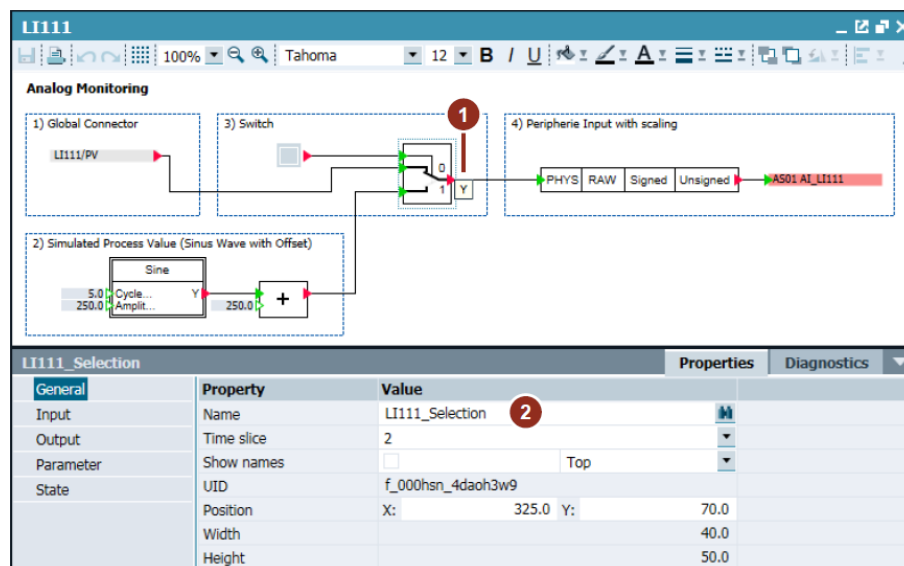 LI111
100% Tahoma 12 B I U A
Analog Monitoring
1) Global Connector
3) Switch
1
4) Peripherie Input with scaling
LI111/PV
0
1
Y
PHYS RAW Signed Unsigned
AS01 AI_LI111
2) Simulated Process Value (Sinus Wave with Offset)
Sine
5.0 Cycle... Y
250.0 Amplit...
250.0 +
LI111_Selection Properties Diagnostics
General Property Value
Input Name LI111_Selection 2
Output Time slice 2
Parameter Show names Top
State UID f_000hsn_4daoh3w9
Position X: 325.0 Y: 70.0
Width 40.0
Height 50.0